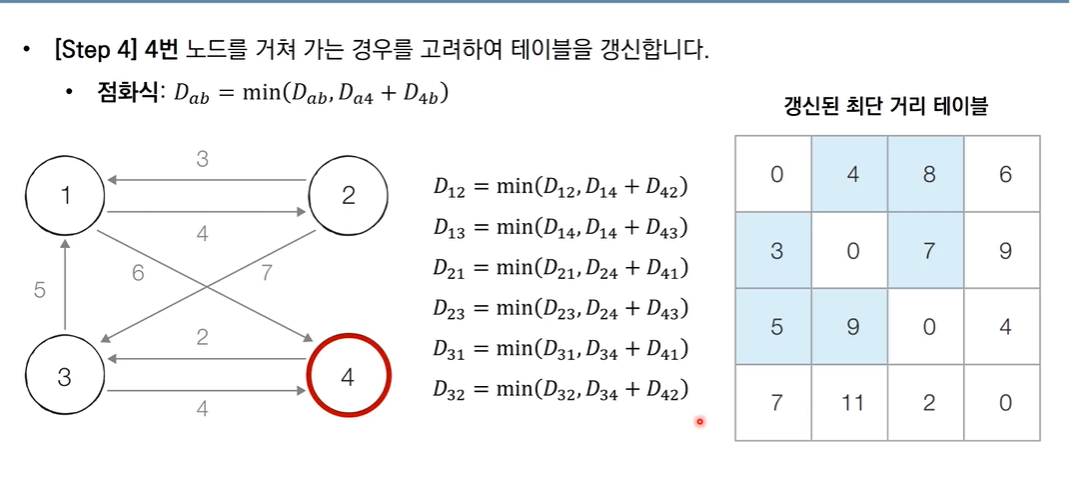 • [Step 4] 4번 노드를 거쳐 가는 경우를 고려하여 테이블을 갱신합니다.
• 점화식: D_{ab} = min(D_{ab}, D_{a4} + D_{4b})
3
1
2
4
6
7
5
2
3
4
4
D_{12} = min(D_{12}, D_{14} + D_{42})
D_{13} = min(D_{14}, D_{14} + D_{43})
D_{21} = min(D_{21}, D_{24} + D_{41})
D_{23} = min(D_{23}, D_{24} + D_{43})
D_{31} = min(D_{31}, D_{34} + D_{41})
D_{32} = min(D_{32}, D_{34} + D_{42})
갱신된 최단 거리 테이블
0 4 8 6
3 0 7 9
5 9 0 4
7 11 2 0